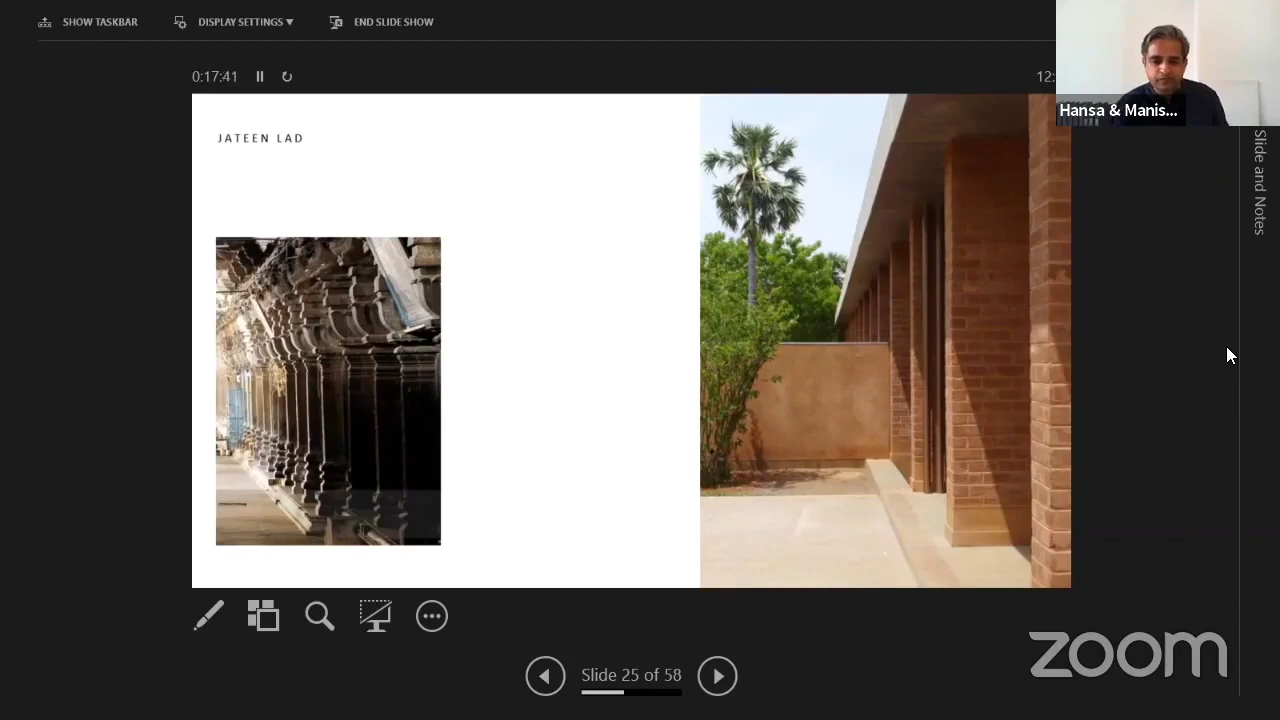 SHOW TASKBAR
DISPLAY SETTINGS ▼
END SLIDE SHOW
0:17:41
12:
Hansa & Manis...
JATEEN LAD
Slide and Notes
Slide 25 of 58
zoom